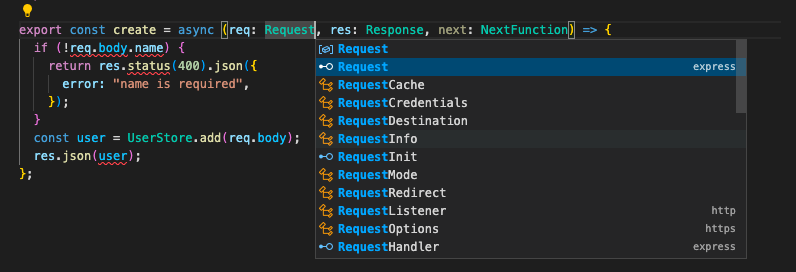 export const create = async (req: Request, res: Response, next: NextFunction) => {
if (!req.body.name) {
return res.status(400).json({
error: "name is required",
});
}
const user = UserStore.add(req.body);
res.json(user);
};
Request
Request express
RequestCache
RequestCredentials
RequestDestination
RequestInfo
RequestInit
RequestMode
RequestRedirect
RequestListener http
RequestOptions https
RequestHandler express